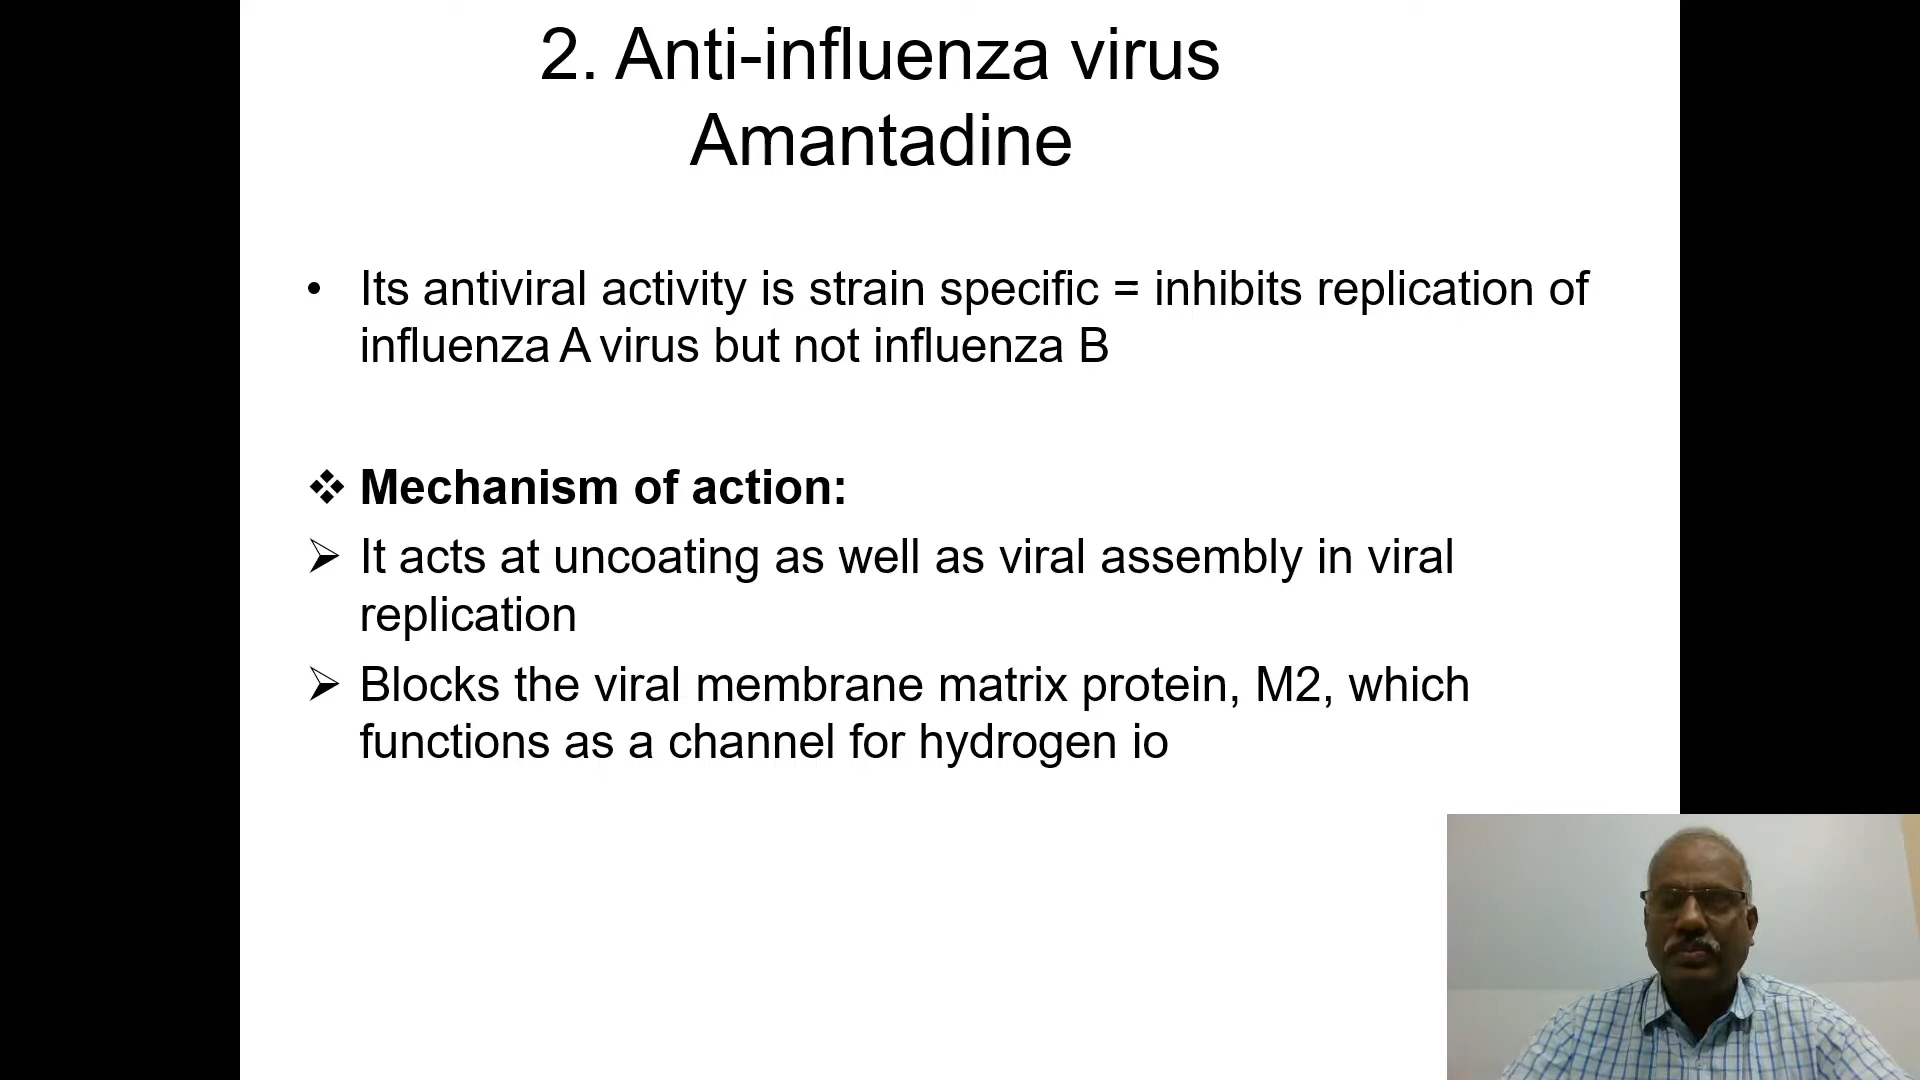 2. Anti-influenza virus
Amantadine
• Its antiviral activity is strain specific = inhibits replication of
influenza A virus but not influenza B
❖ Mechanism of action:
➢ It acts at uncoating as well as viral assembly in viral
replication
➢ Blocks the viral membrane matrix protein, M2, which
functions as a channel for hydrogen io